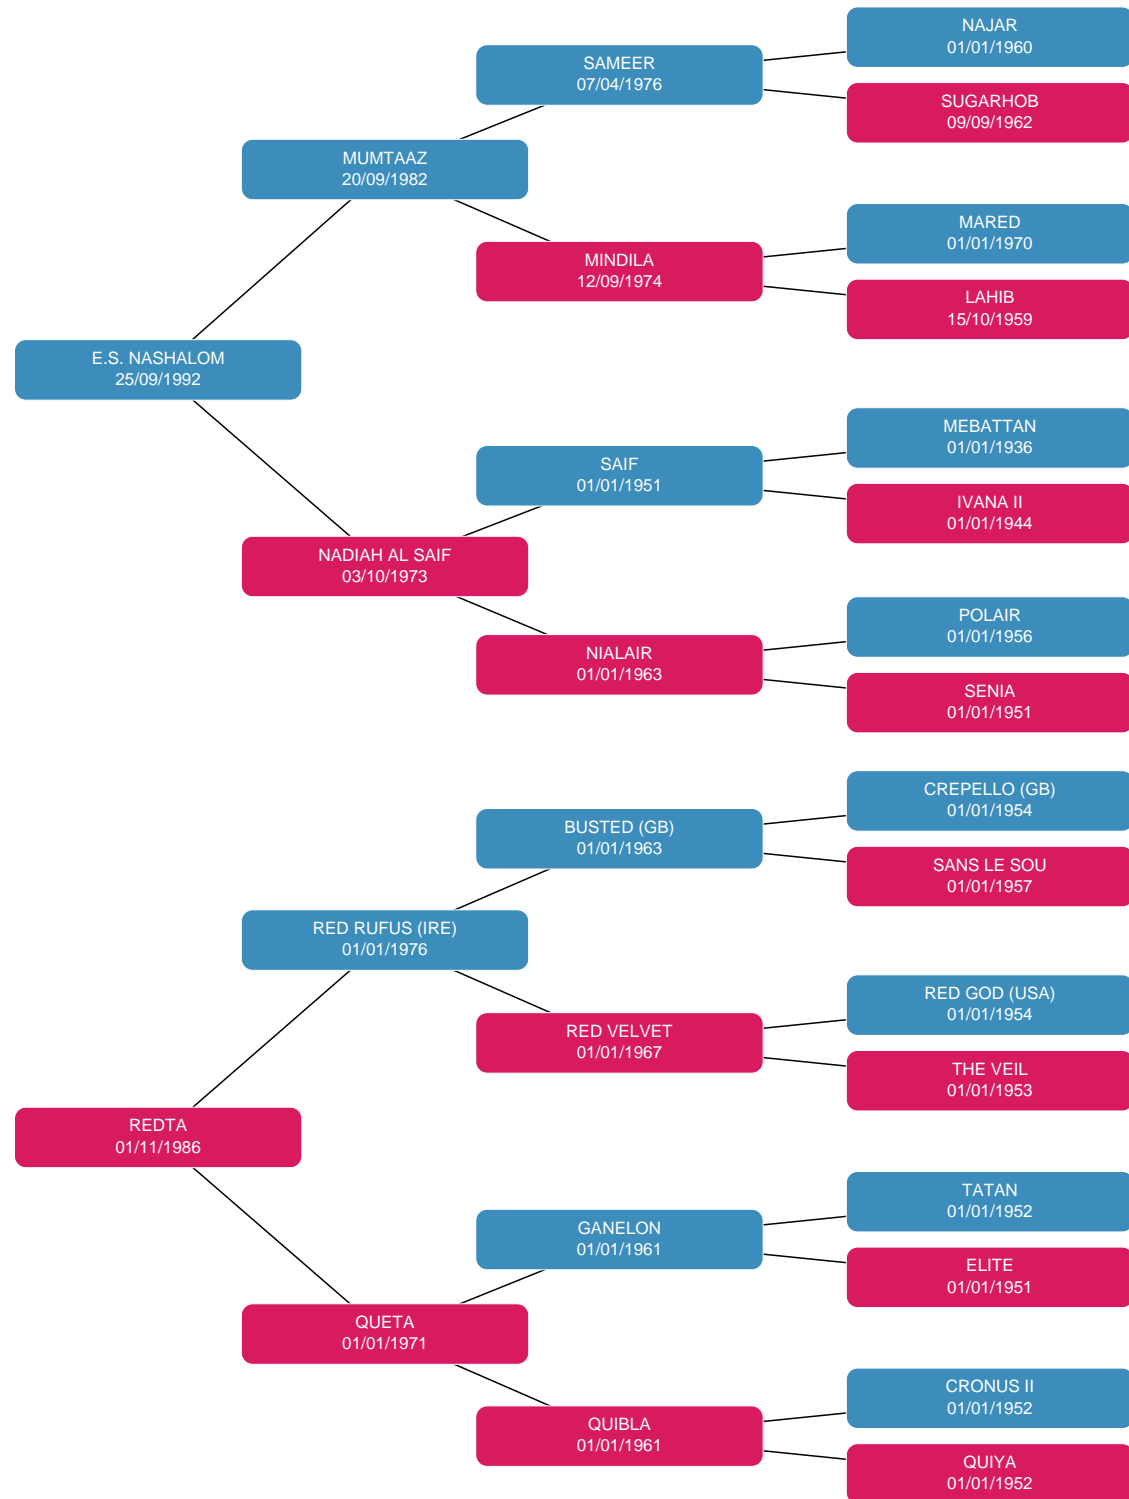 NAJAR
01/01/1960
SAMEER
07/04/1976
SUGARHOB
09/09/1962
MUMTAAZ
20/09/1982
MARED
01/01/1970
MINDILA
12/09/1974
LAHIB
15/10/1959
E.S. NASHALOM
25/09/1992
MEBATTAN
01/01/1936
SAIF
01/01/1951
IVANA II
01/01/1944
NADIAH AL SAIF
03/10/1973
POLAIR
01/01/1956
NIALAIR
01/01/1963
SENIA
01/01/1951
CREPELLO (GB)
01/01/1954
BUSTED (GB)
01/01/1963
SANS LE SOU
01/01/1957
RED RUFUS (IRE)
01/01/1976
RED GOD (USA)
01/01/1954
RED VELVET
01/01/1967
THE VEIL
01/01/1953
REDTA
01/11/1986
TATAN
01/01/1952
GANELON
01/01/1961
ELITE
01/01/1951
QUETA
01/01/1971
CRONUS II
01/01/1952
QUIBLA
01/01/1961
QUIYA
01/01/1952